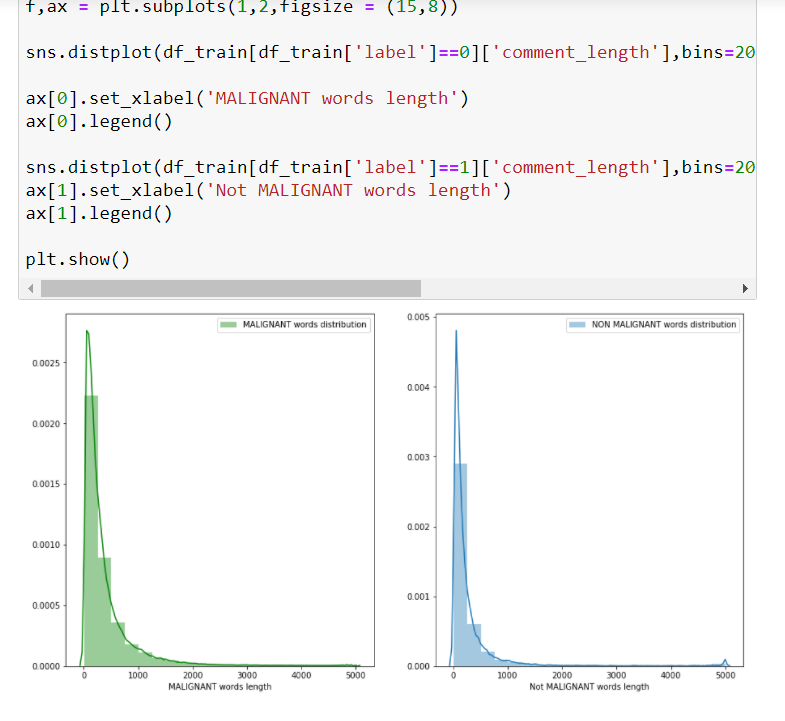 f,ax = plt.subplots(1,2,figsize = (15,8))
sns.distplot(df_train[df_train['label']==0]['comment_length'],bins=20
ax[0].set_xlabel('MALIGNANT words length')
ax[0].legend()
sns.distplot(df_train[df_train['label']==1]['comment_length'],bins=20
ax[1].set_xlabel('Not MALIGNANT words length')
ax[1].legend()
plt.show()
MALIGNANT words distribution
0.0025
0.0020
0.0015
0.0010
0.0005
0.0000
0 1000 2000 3000 4000 5000
MALIGNANT words length
NON MALIGNANT words distribution
0.005
0.004
0.003
0.002
0.001
0.000
0 1000 2000 3000 4000 5000
Not MALIGNANT words length